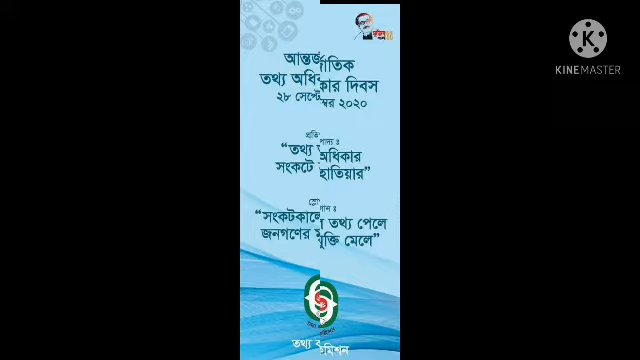 KINEMASTER
আন্তর্জাতিক
তথ্য অধিকার দিবস
২৮ সেপ্টেম্বর ২০২০
প্রতিপাদ্য ঃ
“তথ্য অধিকার
সংকটে হাতিয়ার”
স্লোগান ঃ
“সংকটকালে তথ্য পেলে
জনগণের মুক্তি মেলে”
তথ্য কমিশন